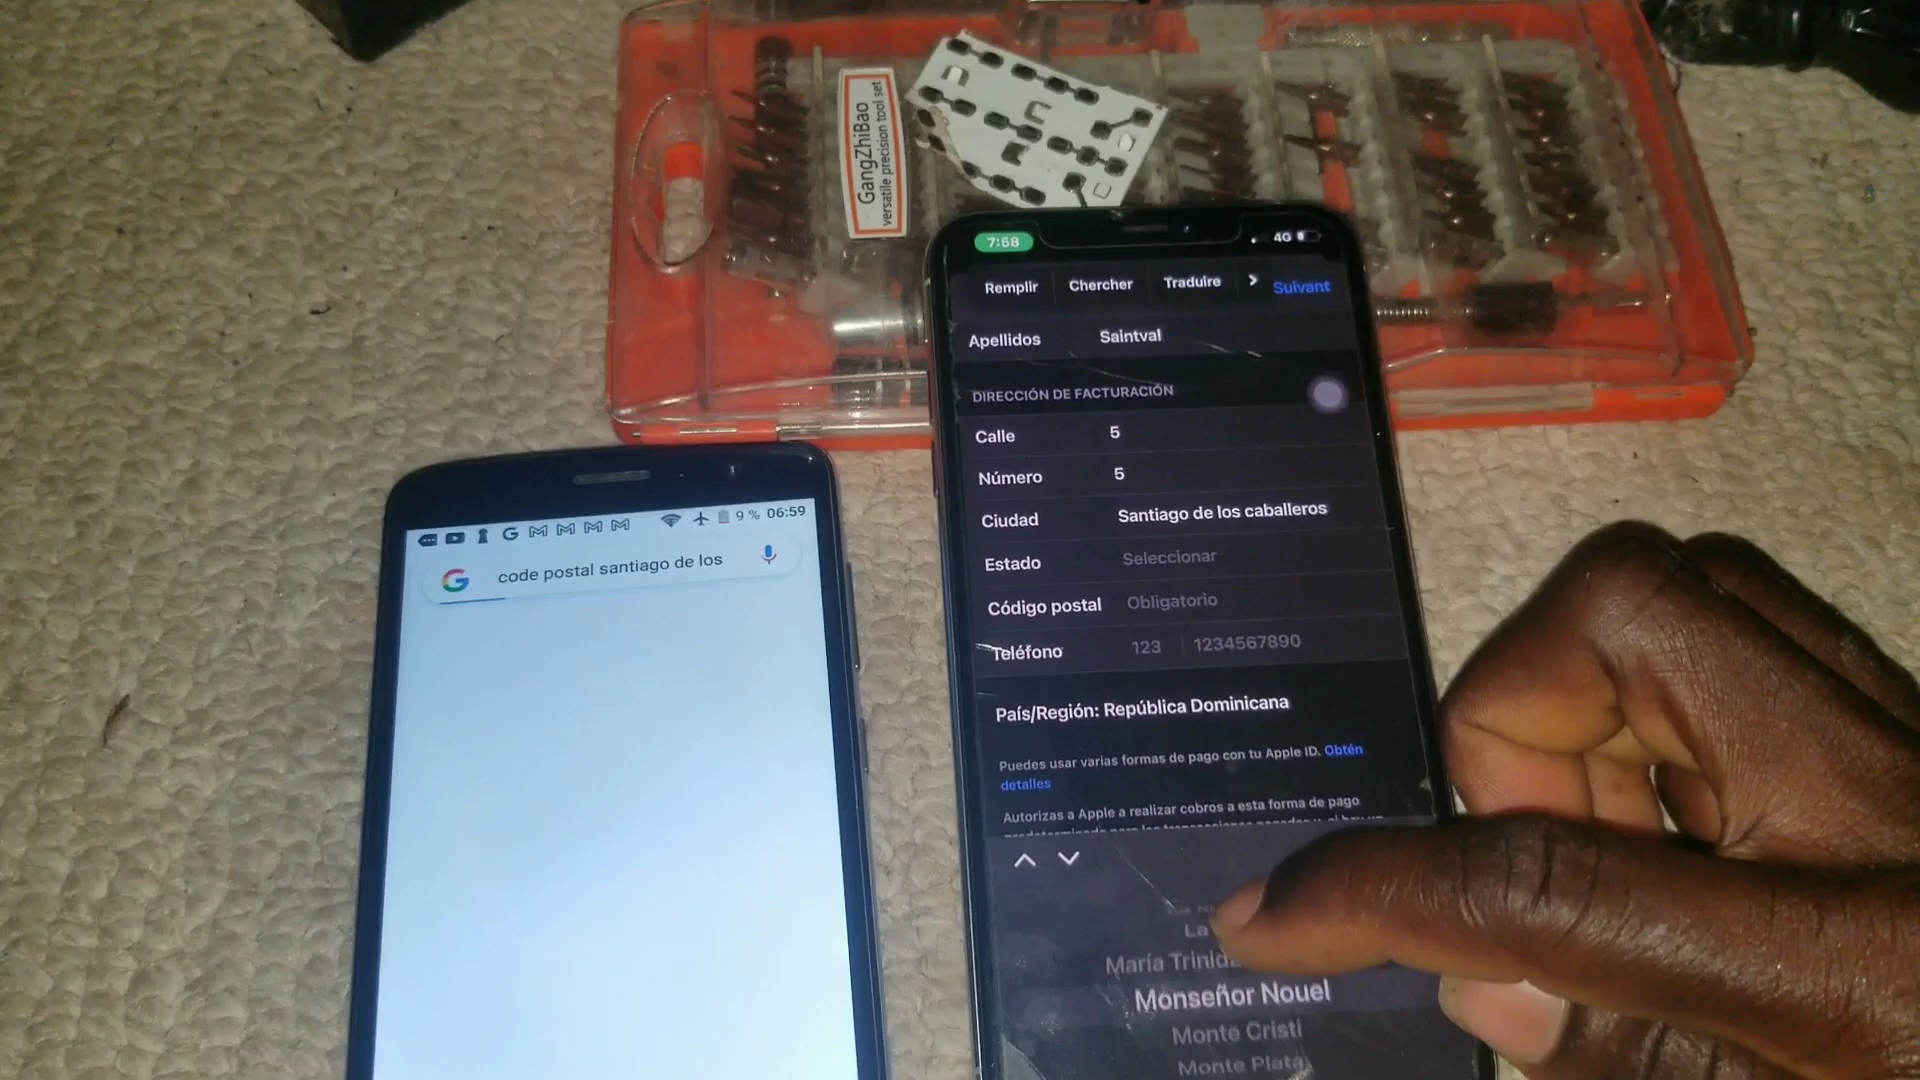 GangZhiBao
versatile precision tool set
7:58 4G
Remplir Chercher Traduire Suivant
Apellidos Saintval
DIRECCIÓN DE FACTURACIÓN
Calle 5
Número 5
Ciudad Santiago de los caballeros
Estado Seleccionar
Código postal Obligatorio
Teléfono 123 1234567890
País/Región: República Dominicana
Puedes usar varias formas de pago con tu Apple ID. Obtén
detalles
Autorizas a Apple a realizar cobros a esta forma de pago
La
María
Monseñor Nouel
Monte Cristi
Monte Plata
9 % 06:59
code postal santiago de los